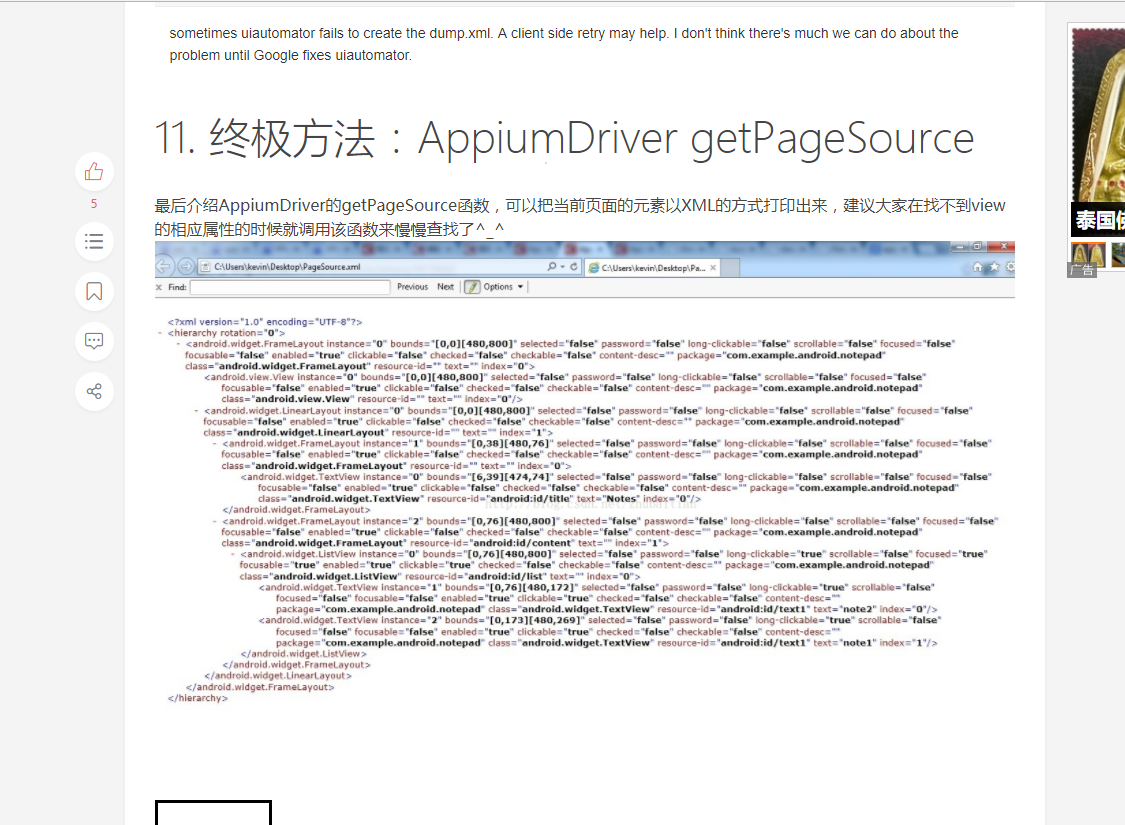 sometimes uiautomator fails to create the dump.xml. A client side retry may help. I don't think there's much we can do about the
problem until Google fixes uiautomator.
11. 终极方法：AppiumDriver getPageSource
5
最后介绍AppiumDriver的getPageSource函数，可以把当前页面的元素以XML的方式打印出来，建议大家在找不到view
的相应属性的时候就调用该函数来慢慢查找了^_^
C:\Users\kevin\Desktop\PageSource.xml
C:\Users\kevin\Desktop\Pa...
x Find: Previous Next Options
<?xml version="1.0" encoding="UTF-8"?>
- <hierarchy rotation="0">
- <android.widget.FrameLayout instance="0" bounds="[0,0][480,800]" selected="false" password="false" long-clickable="false" scrollable="false" focused="false"
focusable="false" enabled="true" clickable="false" checked="false" checkable="false" content-desc="" package="com.example.android.notepad"
class="android.widget.FrameLayout" resource-id="" text="" index="0">
<android.view.View instance="0" bounds="[0,0][480,800]" selected="false" password="false" long-clickable="false" scrollable="false" focused="false"
focusable="false" enabled="true" clickable="false" checked="false" checkable="false" content-desc="" package="com.example.android.notepad"
class="android.view.View" resource-id="" text="" index="0"/>
- <android.widget.LinearLayout instance="0" bounds="[0,0][480,800]" selected="false" password="false" long-clickable="false" scrollable="false" focused="false"
focusable="false" enabled="true" clickable="false" checked="false" checkable="false" content-desc="" package="com.example.android.notepad"
class="android.widget.LinearLayout" resource-id="" text="" index="1">
- <android.widget.FrameLayout instance="1" bounds="[0,38][480,76]" selected="false" password="false" long-clickable="false" scrollable="false" focused="false"
focusable="false" enabled="true" clickable="false" checked="false" checkable="false" content-desc="" package="com.example.android.notepad"
class="android.widget.FrameLayout" resource-id="" text="" index="0">
<android.widget.TextView instance="0" bounds="[6,39][474,74]" selected="false" password="false" long-clickable="false" scrollable="false" focused="false"
focusable="false" enabled="true" clickable="false" checked="false" checkable="false" content-desc="" package="com.example.android.notepad"
class="android.widget.TextView" resource-id="android:id/title" text="Notes" index="0"/>
</android.widget.FrameLayout>
- <android.widget.FrameLayout instance="2" bounds="[0,76][480,800]" selected="false" password="false" long-clickable="false" scrollable="false" focused="false"
focusable="false" enabled="true" clickable="false" checked="false" checkable="false" content-desc="" package="com.example.android.notepad"
class="android.widget.FrameLayout" resource-id="android:id/content" text="" index="1">
- <android.widget.ListView instance="0" bounds="[0,76][480,800]" selected="false" password="false" long-clickable="true" scrollable="false" focused="true"
focusable="true" enabled="true" clickable="true" checked="false" checkable="false" content-desc="" package="com.example.android.notepad"
class="android.widget.ListView" resource-id="android:id/list" text="" index="0">
<android.widget.TextView instance="1" bounds="[0,76][480,172]" selected="false" password="false" long-clickable="true" scrollable="false"
focused="false" focusable="false" enabled="true" clickable="true" checked="false" checkable="false" content-desc=""
package="com.example.android.notepad" class="android.widget.TextView" resource-id="android:id/text1" text="note2" index="0"/>
<android.widget.TextView instance="2" bounds="[0,173][480,269]" selected="false" password="false" long-clickable="true" scrollable="false"
focused="false" focusable="false" enabled="true" clickable="true" checked="false" checkable="false" content-desc=""
package="com.example.android.notepad" class="android.widget.TextView" resource-id="android:id/text1" text="note1" index="1"/>
</android.widget.ListView>
</android.widget.FrameLayout>
</android.widget.LinearLayout>
</android.widget.FrameLayout>
</hierarchy>
泰国佛
广告